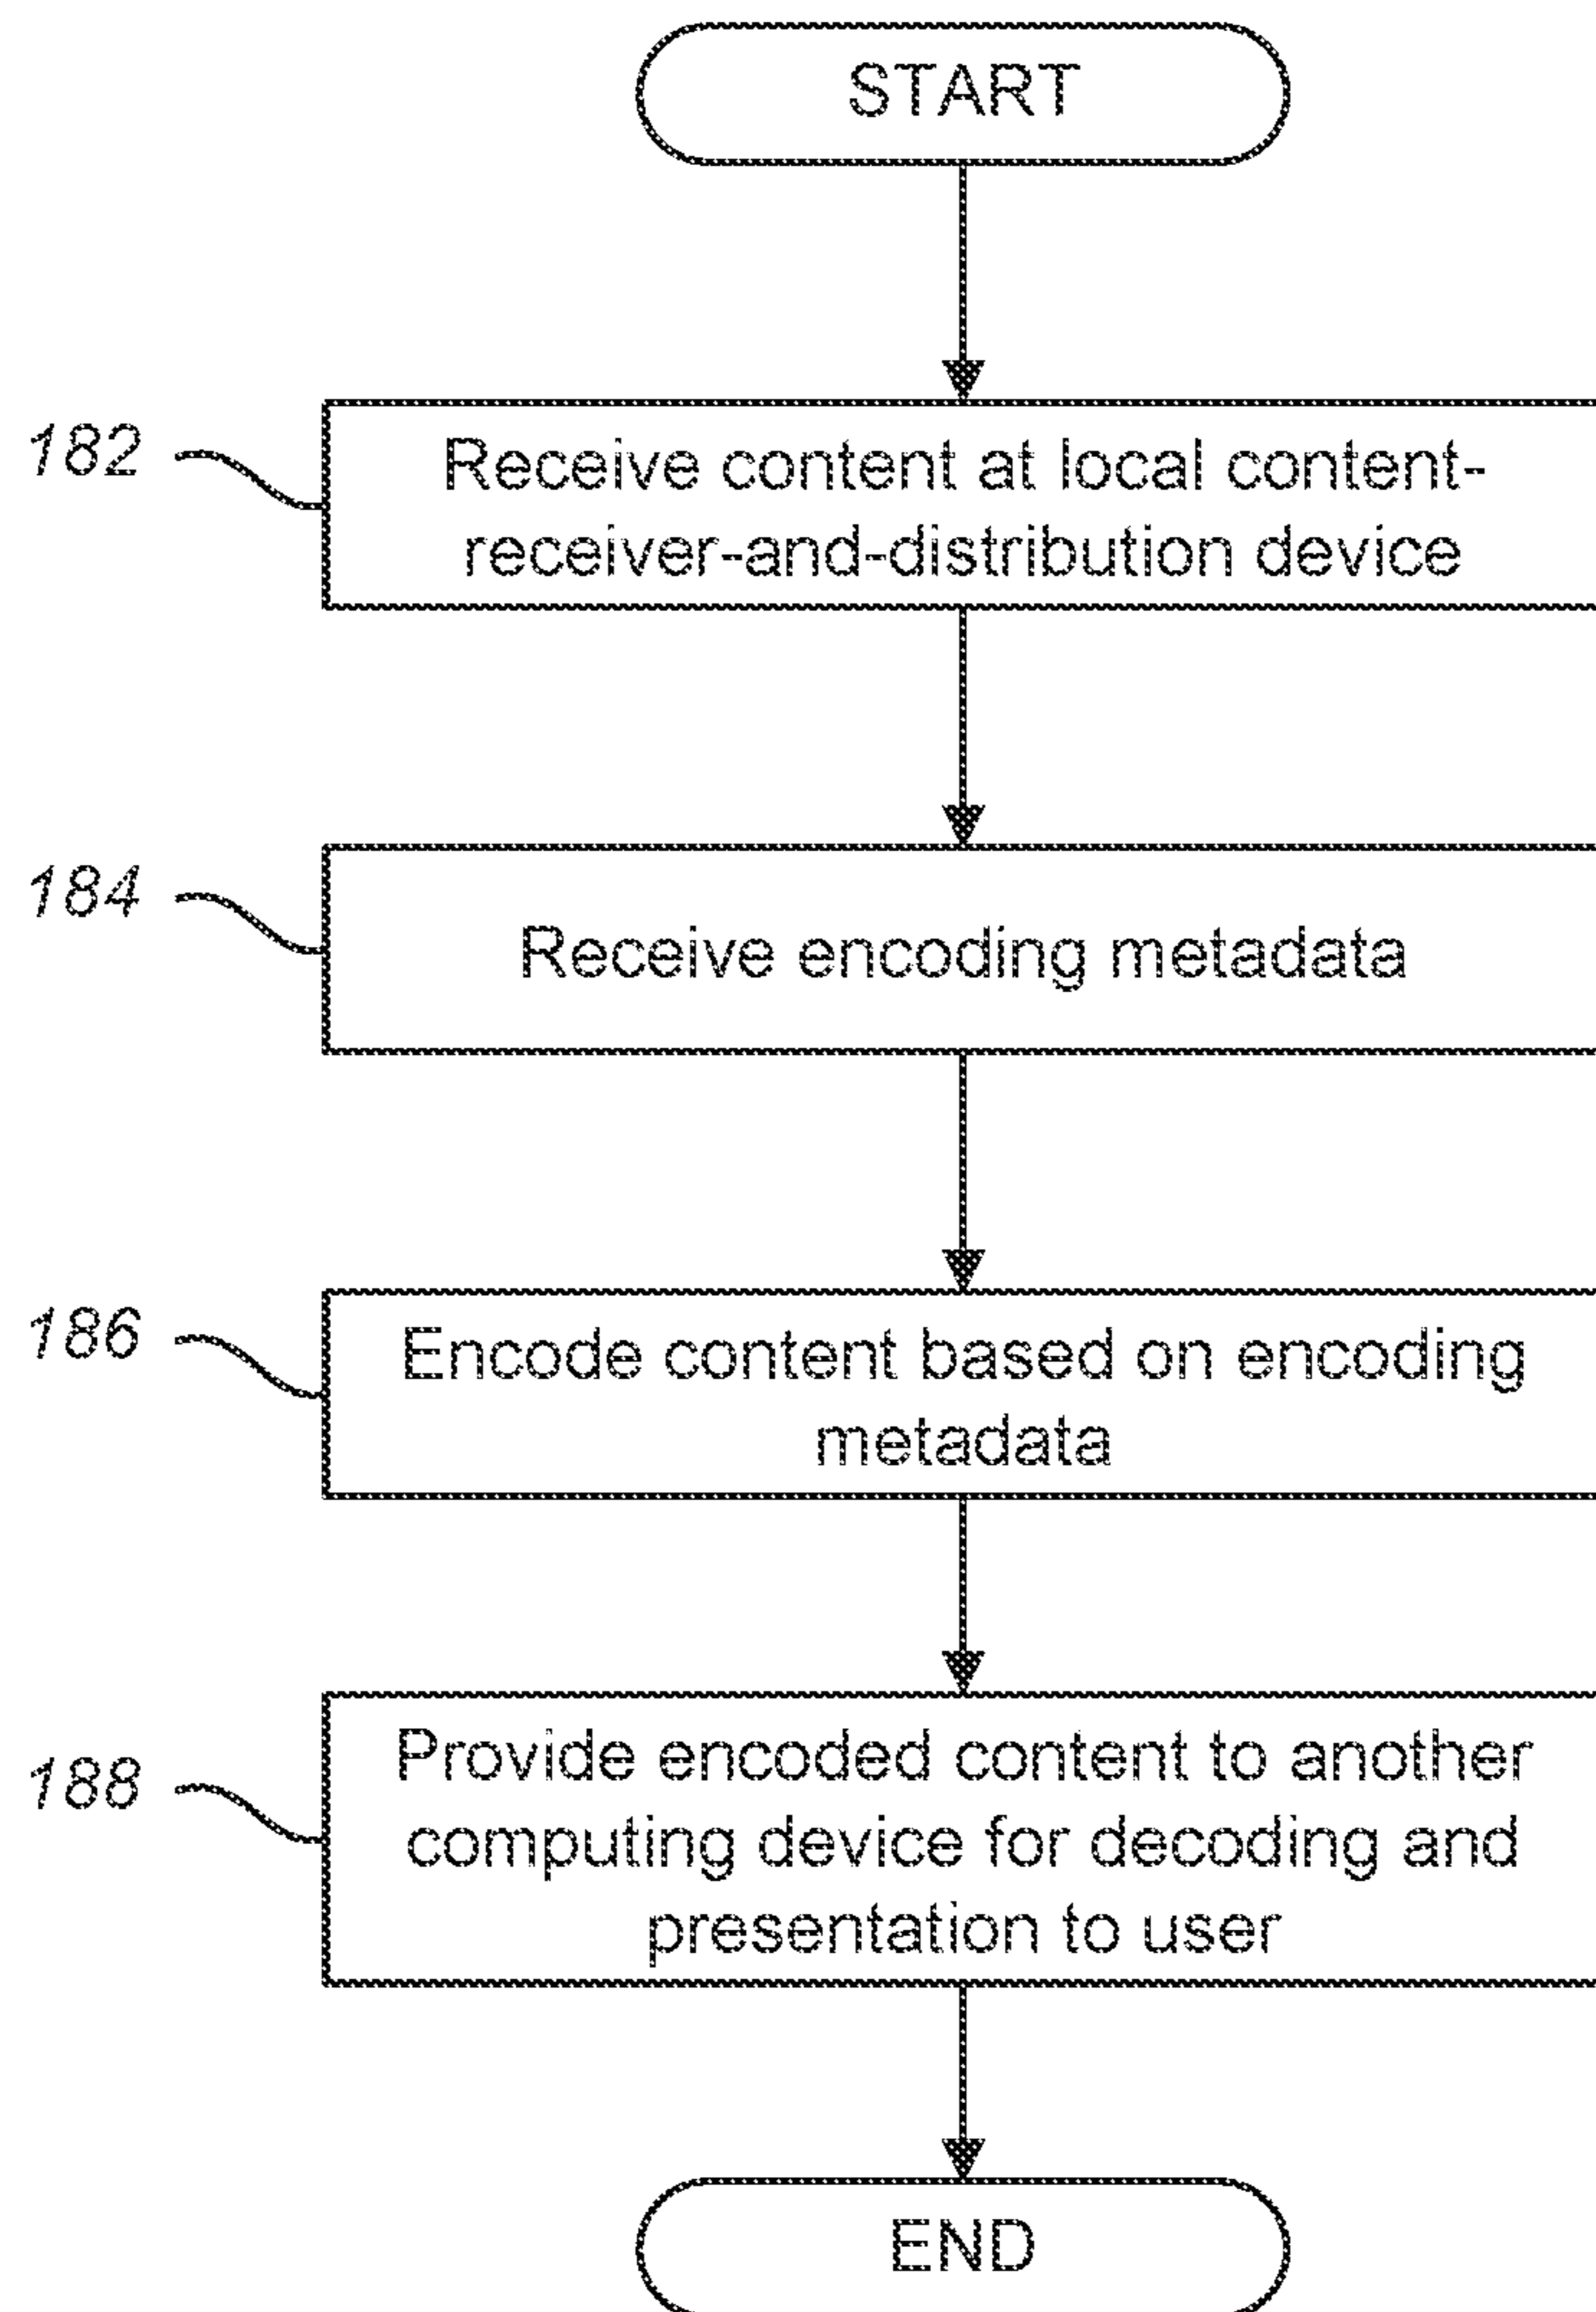 START
182
Receive content at local content-
receiver-and-distribution device
184
Receive encoding metadata
186
Encode content based on encoding
metadata
188
Provide encoded content to another
computing device for decoding and
presentation to user
END